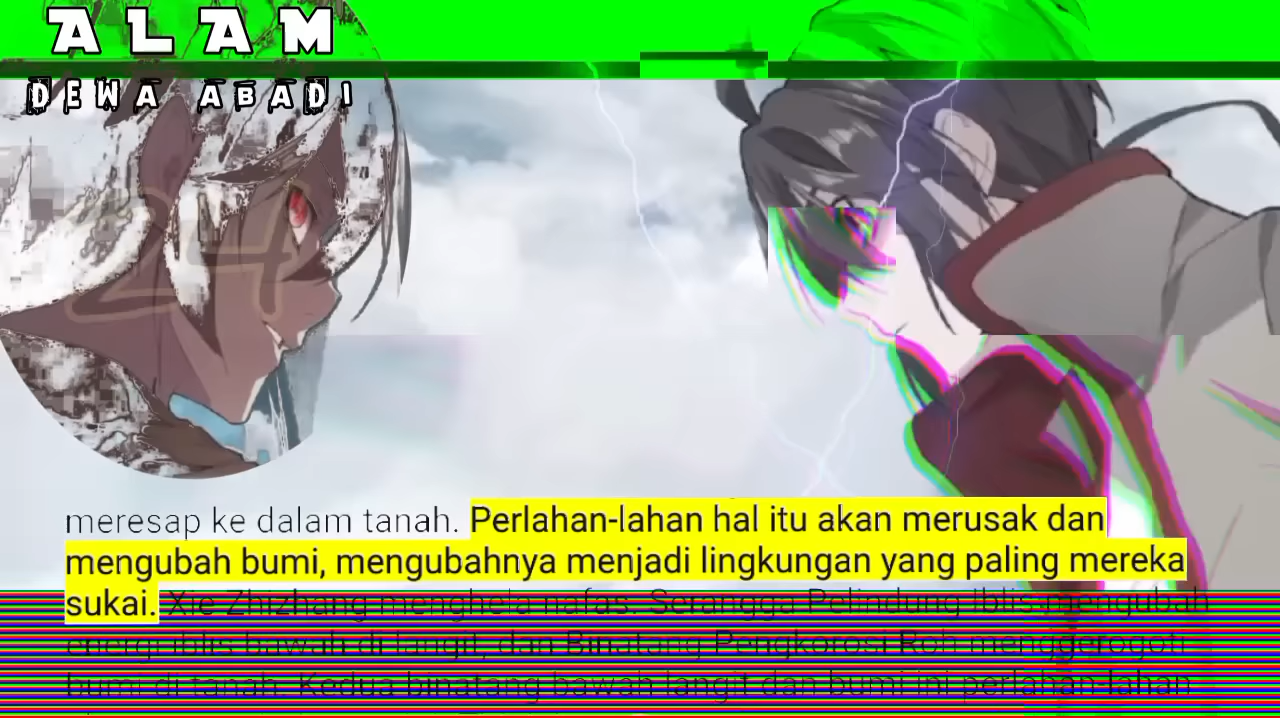 ALAM
DEWA ABADI
24
meresap ke dalam tanah. Perlahan-lahan hal itu akan merusak dan
mengubah bumi, mengubahnya menjadi lingkungan yang paling mereka
sukai. Xie Zhizhang menghela nafas. Serangga Pelindung Iblis mengubah
energi iblis bawah di langit, dan Binatang Pengkorosi Roh menggerogoti
bumi di tanah. Kedua binatang bawah langit dan bumi ini perlahan-lahan